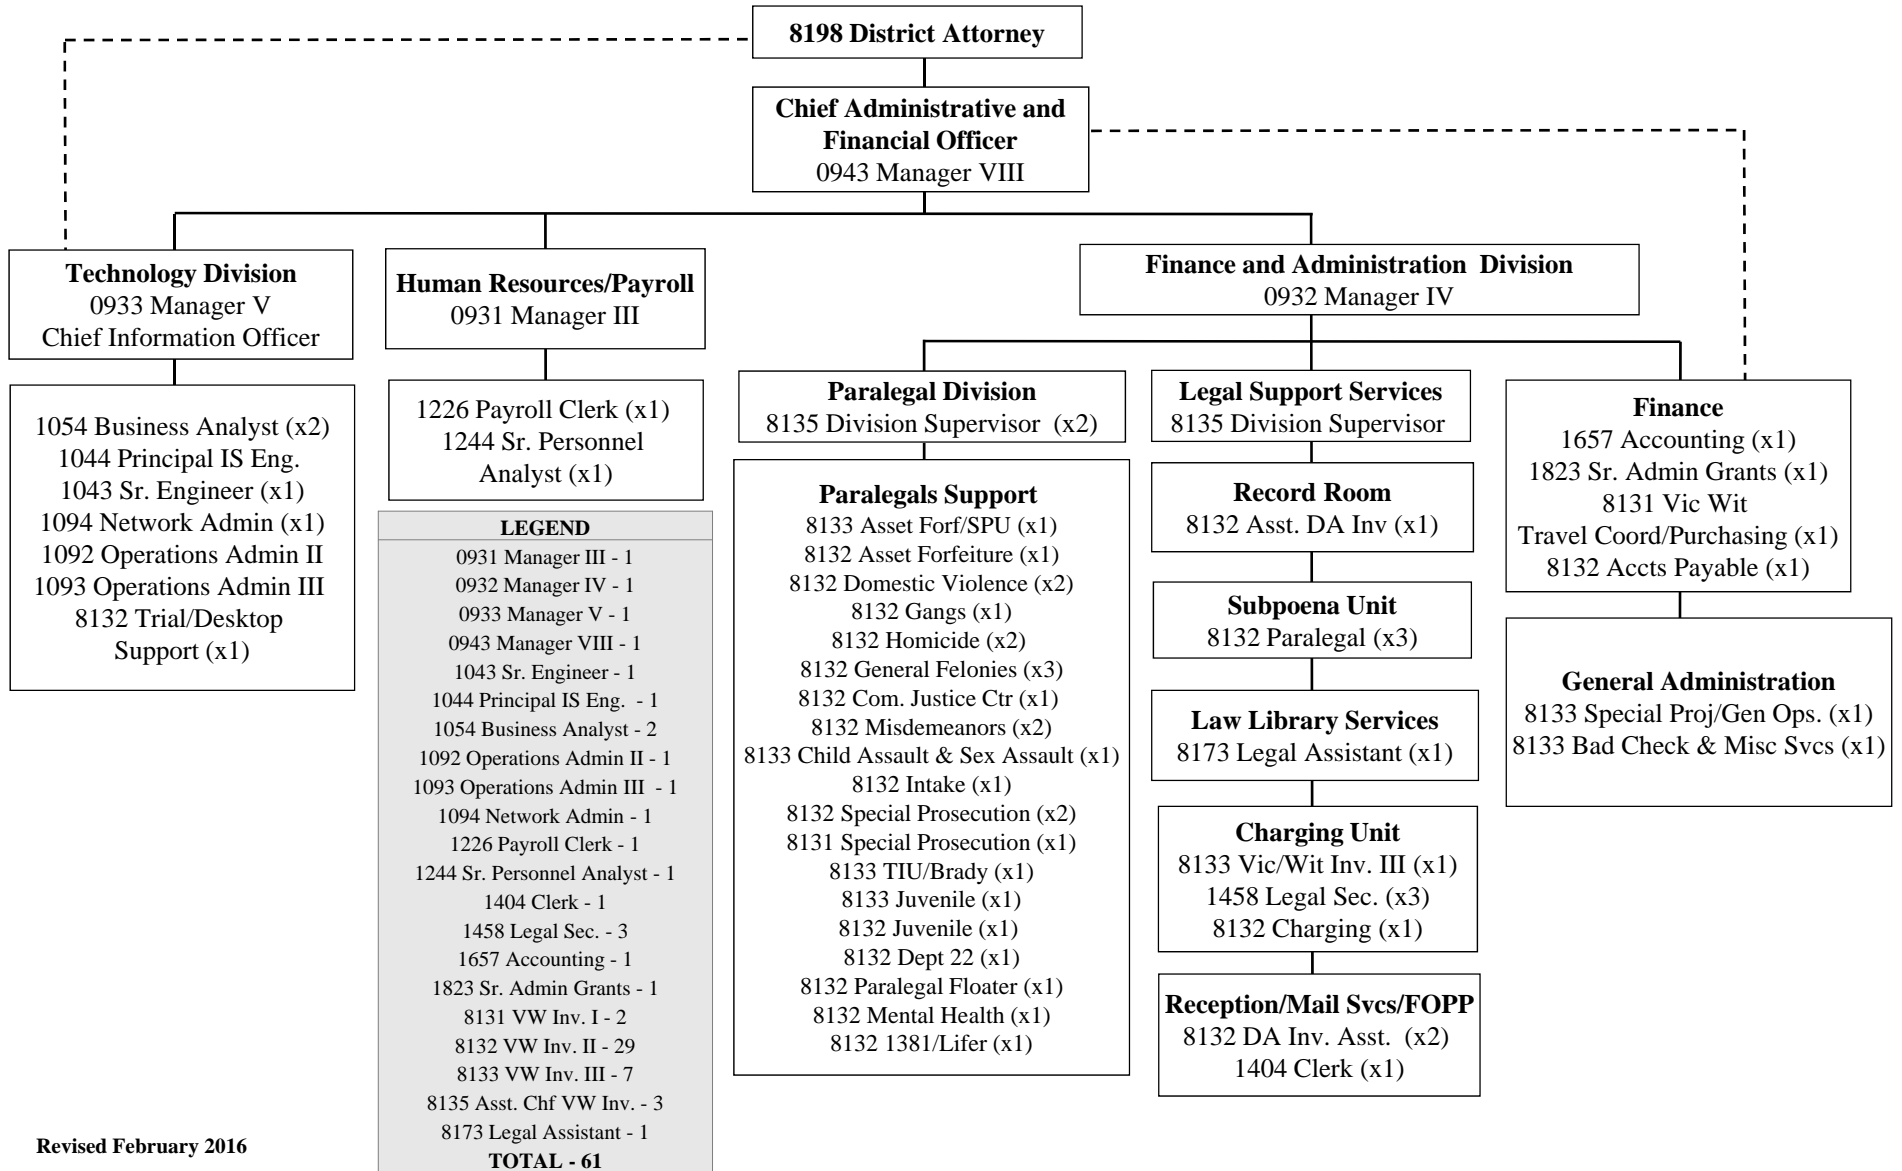 8198 District Attorney
Chief Administrative and
Financial Officer
0943 Manager VIII
Technology Division
0933 Manager V
Chief Information Officer
1054 Business Analyst (x2)
1044 Principal IS Eng.
1043 Sr. Engineer (x1)
1094 Network Admin (x1)
1092 Operations Admin II
1093 Operations Admin III
8132 Trial/Desktop
Support (x1)
Human Resources/Payroll
0931 Manager III
1226 Payroll Clerk (x1)
1244 Sr. Personnel
Analyst (x1)
LEGEND
0931 Manager III - 1
0932 Manager IV - 1
0933 Manager V - 1
0943 Manager VIII - 1
1043 Sr. Engineer - 1
1044 Principal IS Eng. - 1
1054 Business Analyst - 2
1092 Operations Admin II - 1
1093 Operations Admin III - 1
1094 Network Admin - 1
1226 Payroll Clerk - 1
1244 Sr. Personnel Analyst - 1
1404 Clerk - 1
1458 Legal Sec. - 3
1657 Accounting - 1
1823 Sr. Admin Grants - 1
8131 VW Inv. I - 2
8132 VW Inv. II - 29
8133 VW Inv. III - 7
8135 Asst. Chf VW Inv. - 3
8173 Legal Assistant - 1
TOTAL - 61
Finance and Administration Division
0932 Manager IV
Paralegal Division
8135 Division Supervisor (x2)
Paralegals Support
8133 Asset Forf/SPU (x1)
8132 Asset Forfeiture (x1)
8132 Domestic Violence (x2)
8132 Gangs (x1)
8132 Homicide (x2)
8132 General Felonies (x3)
8132 Com. Justice Ctr (x1)
8132 Misdemeanors (x2)
8133 Child Assault & Sex Assault (x1)
8132 Intake (x1)
8132 Special Prosecution (x2)
8131 Special Prosecution (x1)
8133 TIU/Brady (x1)
8133 Juvenile (x1)
8132 Juvenile (x1)
8132 Dept 22 (x1)
8132 Paralegal Floater (x1)
8132 Mental Health (x1)
8132 1381/Lifer (x1)
Legal Support Services
8135 Division Supervisor
Record Room
8132 Asst. DA Inv (x1)
Subpoena Unit
8132 Paralegal (x3)
Law Library Services
8173 Legal Assistant (x1)
Charging Unit
8133 Vic/Wit Inv. III (x1)
1458 Legal Sec. (x3)
8132 Charging (x1)
Reception/Mail Svcs/FOPP
8132 DA Inv. Asst. (x2)
1404 Clerk (x1)
Finance
1657 Accounting (x1)
1823 Sr. Admin Grants (x1)
8131 Vic Wit
Travel Coord/Purchasing (x1)
8132 Accts Payable (x1)
General Administration
8133 Special Proj/Gen Ops. (x1)
8133 Bad Check & Misc Svcs (x1)
Revised February 2016